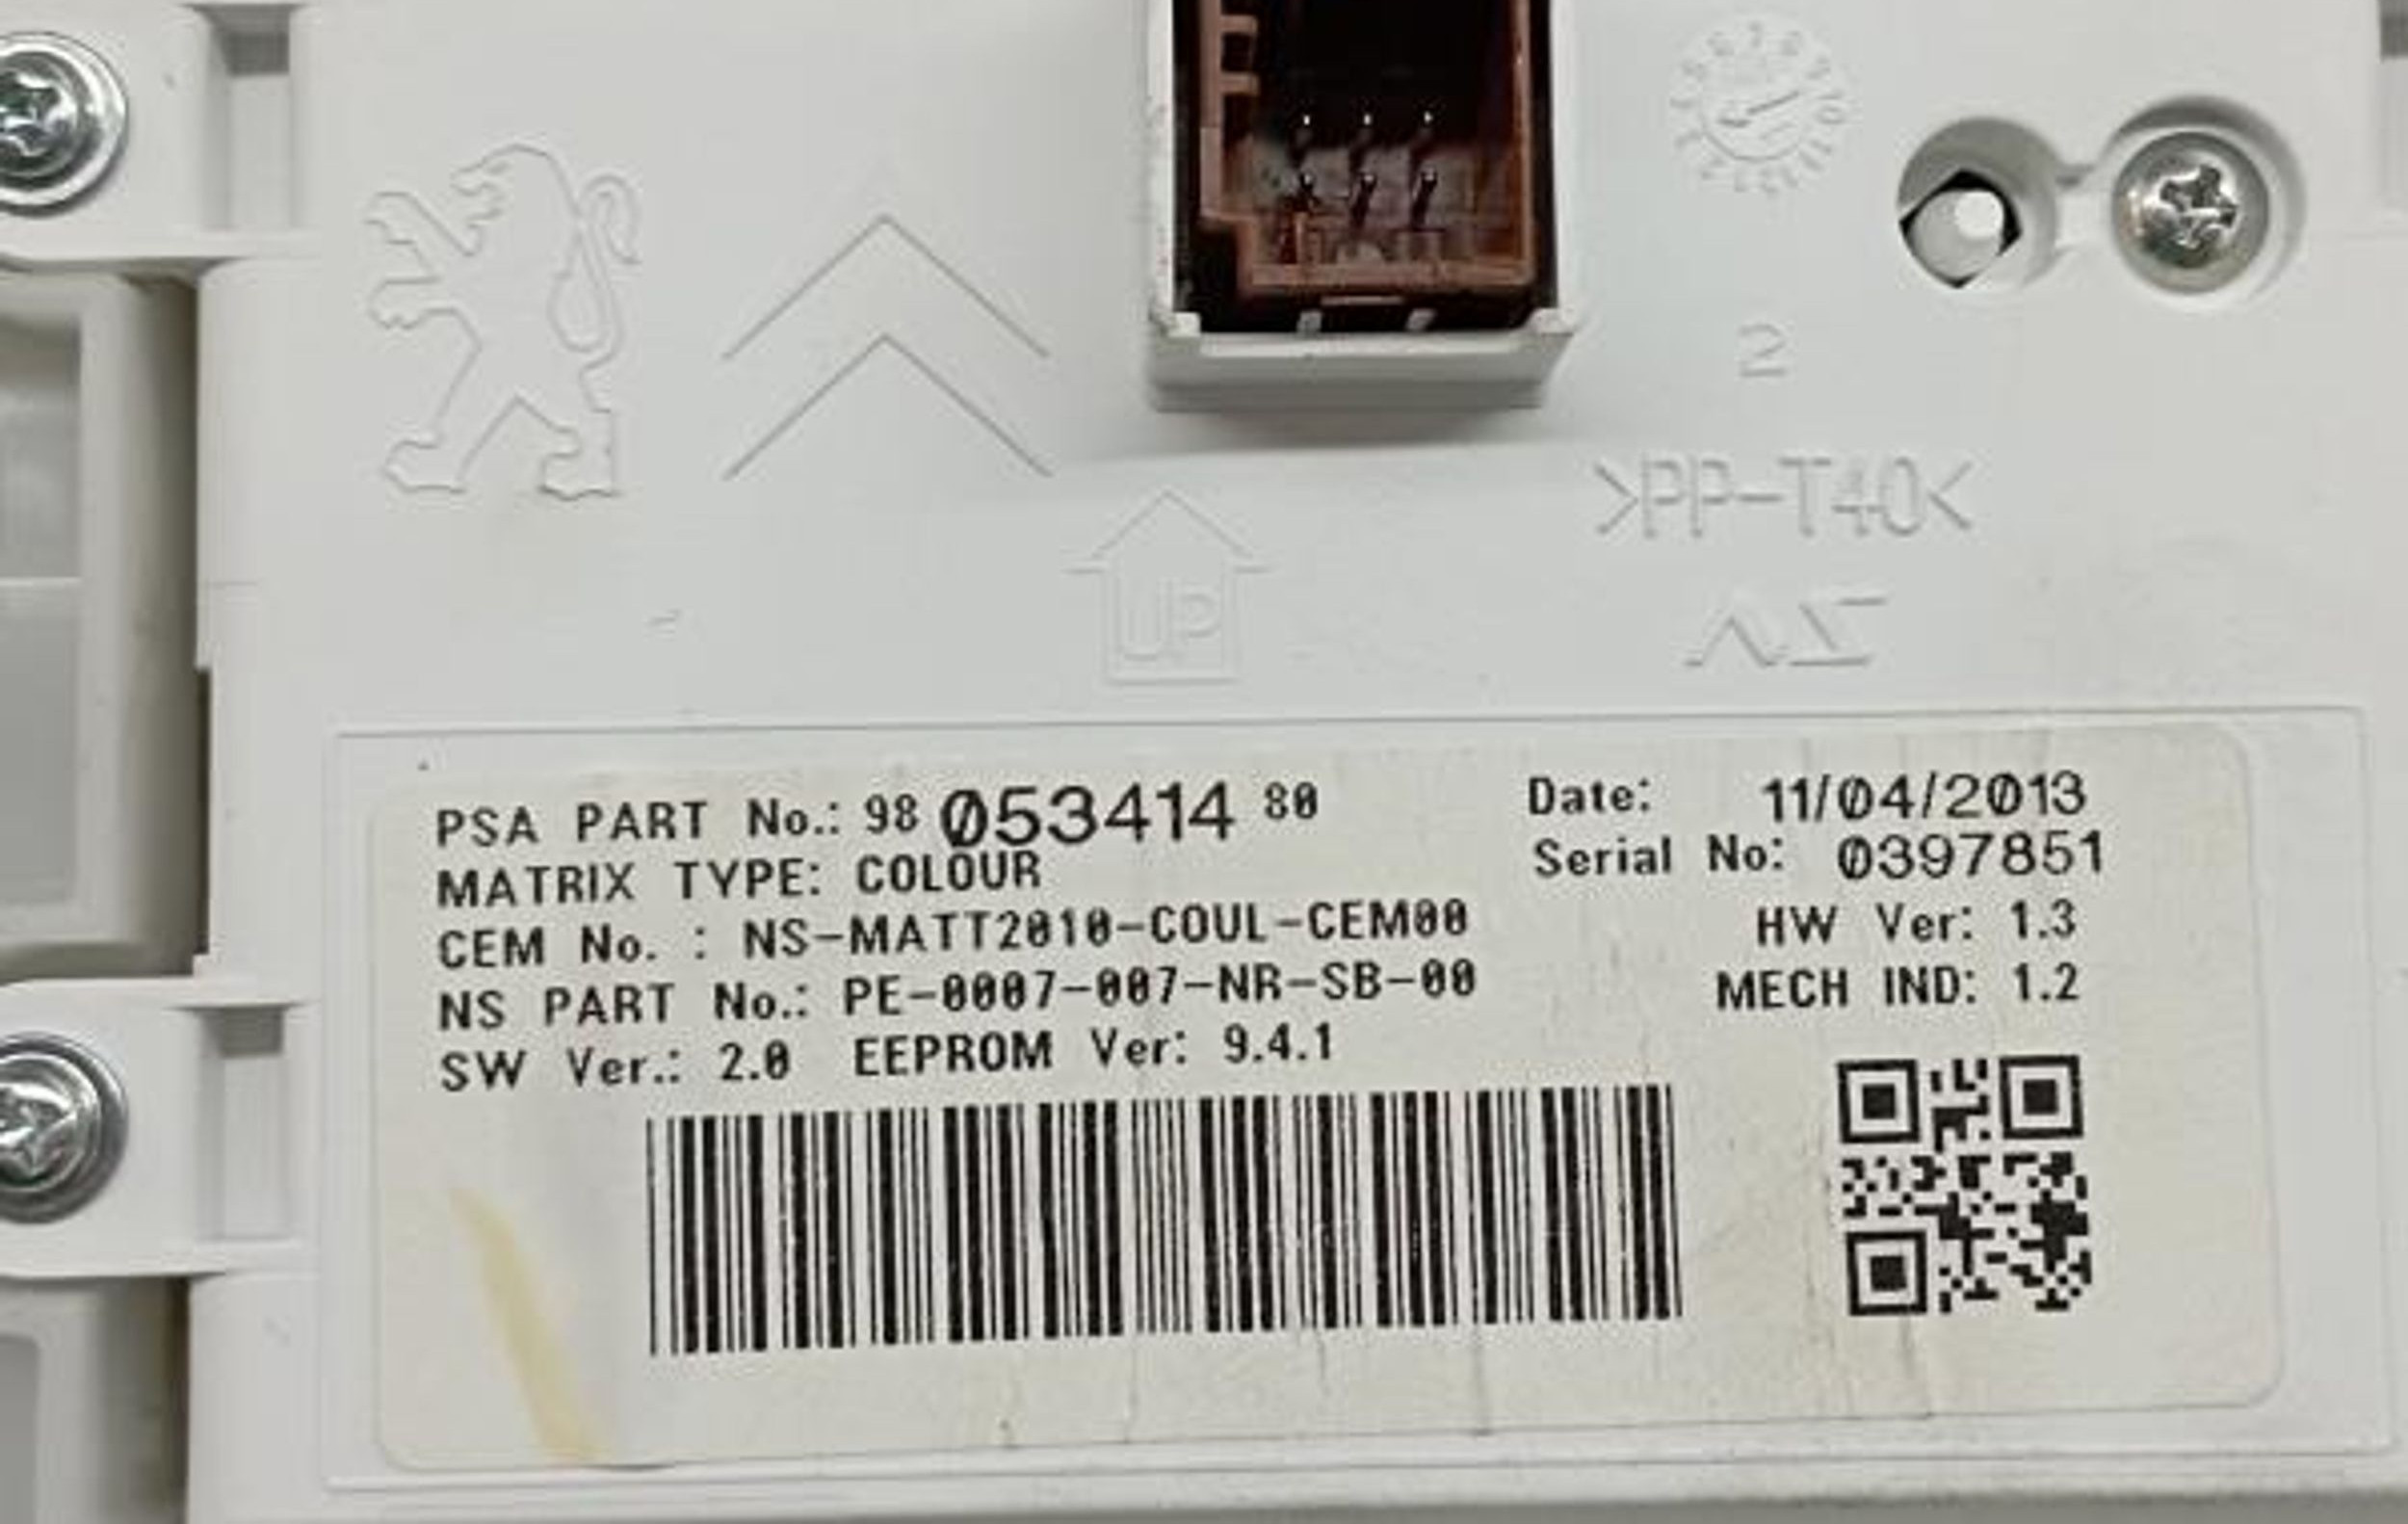 2
>PP-T40<
UP
PSA PART No.: 98 053414 80
MATRIX TYPE: COLOUR
CEM No. : NS-MATT2010-COUL-CEM00
NS PART No.: PE-0007-007-NR-SB-00
SW Ver.: 2.0 EEPROM Ver: 9.4.1
Date: 11/04/2013
Serial No: 0397851
HW Ver: 1.3
MECH IND: 1.2